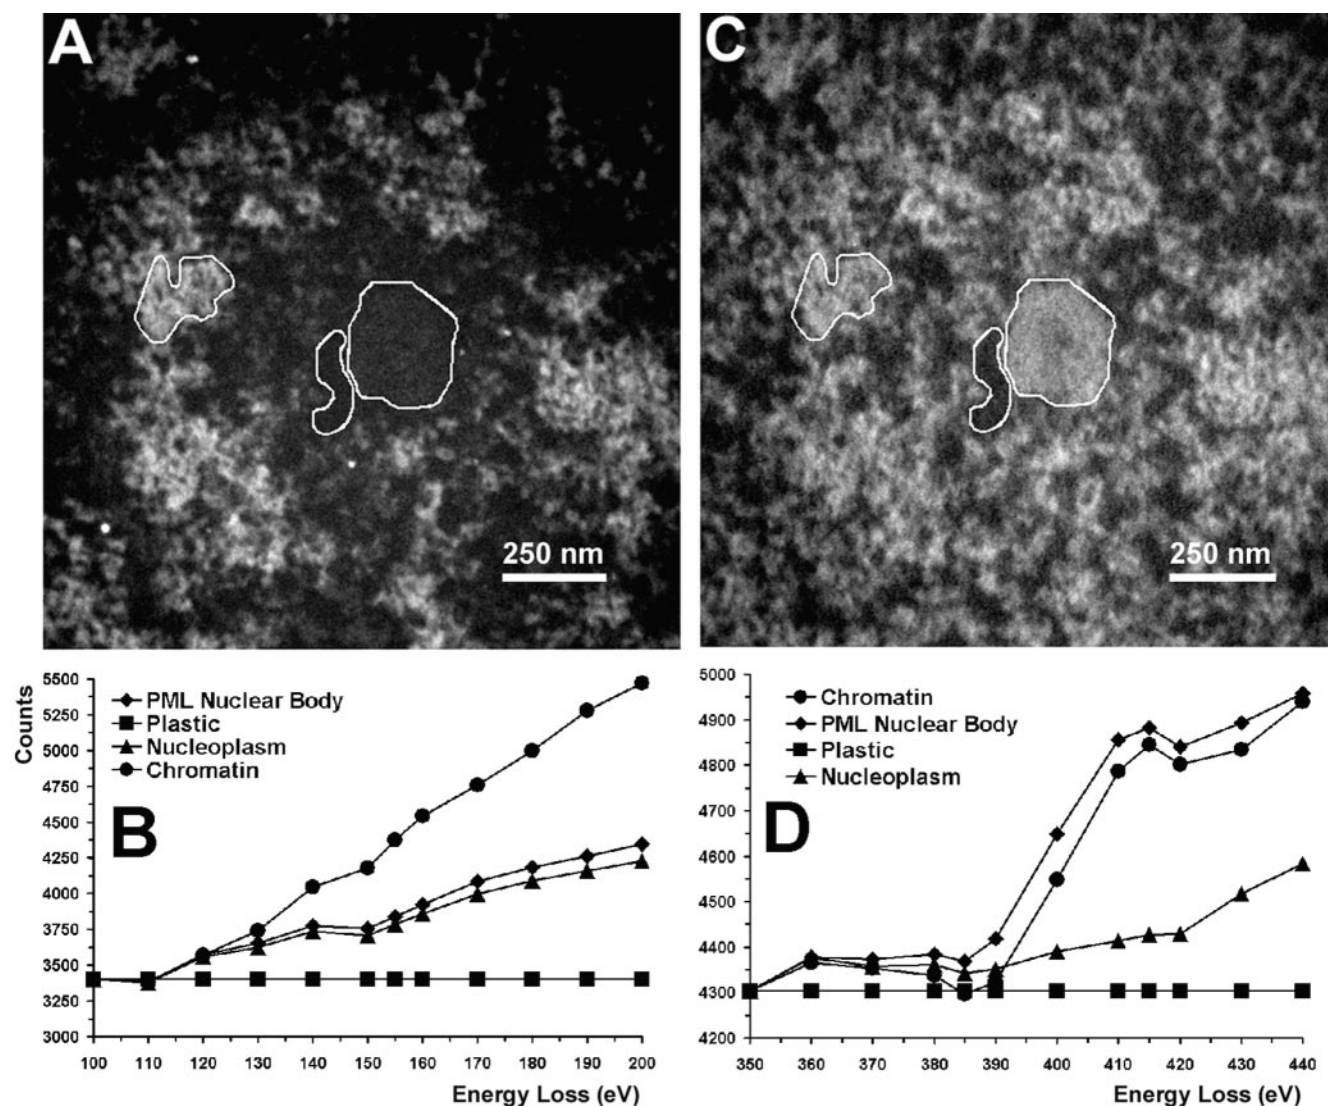 A
250 nm
C
250 nm
B
Counts
5500
5250
5000
4750
4500
4250
4000
3750
3500
3250
3000
PML Nuclear Body
Plastic
Nucleoplasm
Chromatin
100 110 120 130 140 150 160 170 180 190 200
Energy Loss (eV)
D
5000
4900
4800
4700
4600
4500
4400
4300
4200
Chromatin
PML Nuclear Body
Plastic
Nucleoplasm
350 360 370 380 390 400 410 420 430 440
Energy Loss (eV)